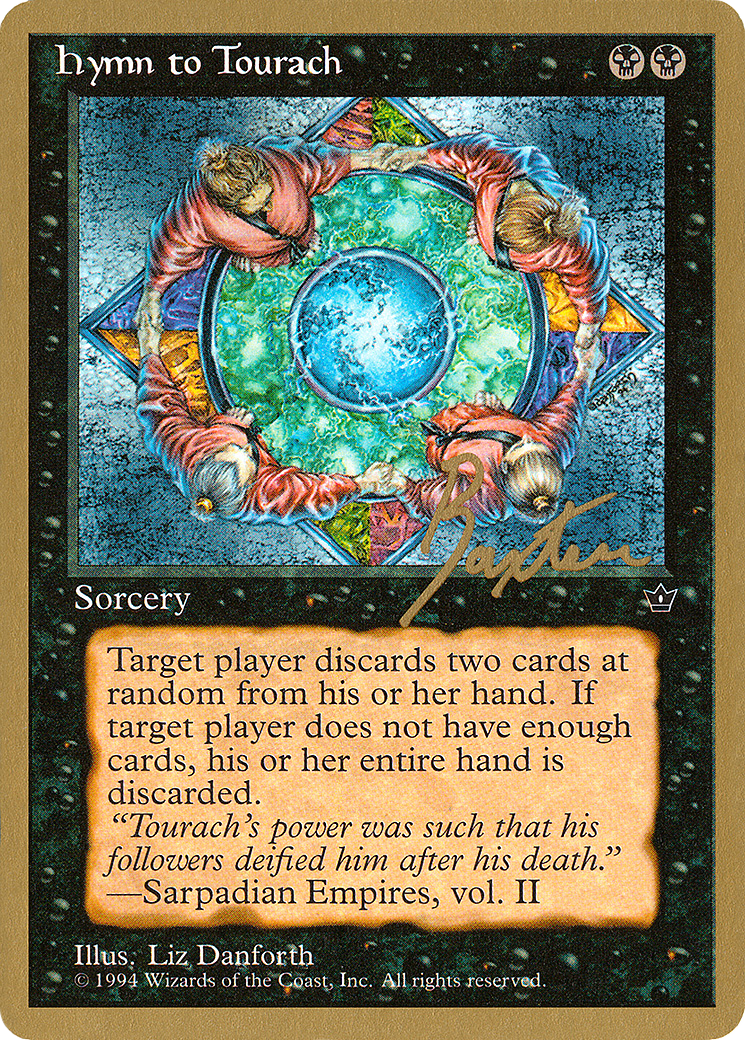 Hymn to Tourach
Baxter
Sorcery
Target player discards two cards at
random from his or her hand. If
target player does not have enough
cards, his or her entire hand is
discarded.
“Tourach’s power was such that his
followers deified him after his death.”
—Sarpadian Empires, vol. II
Illus. Liz Danforth
© 1994 Wizards of the Coast, Inc. All rights reserved.